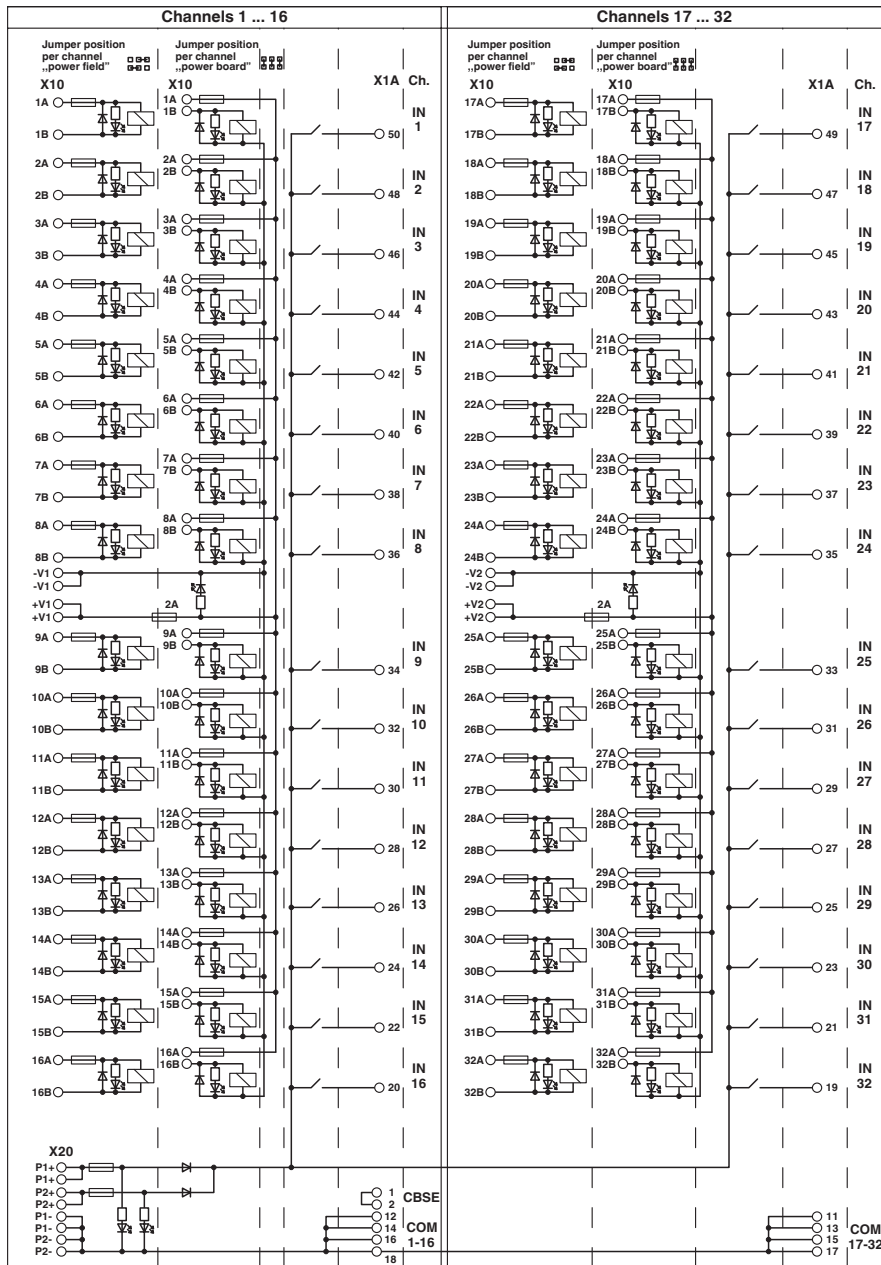 Channels 1 ... 16
Channels 17 ... 32
Jumper position
per channel
„power field"
Jumper position
per channel
„power board"
Jumper position
per channel
„power field"
Jumper position
per channel
„power board"
X10 X10 X1A Ch.
X10 X10 X1A Ch.
1A 1A 1B 1B 50 IN 1
17A 17A 17B 17B 49 IN 17
2A 2A 2B 2B 48 IN 2
18A 18A 18B 18B 47 IN 18
3A 3A 3B 3B 46 IN 3
19A 19A 19B 19B 45 IN 19
4A 4A 4B 4B 44 IN 4
20A 20A 20B 20B 43 IN 20
5A 5A 5B 5B 42 IN 5
21A 21A 21B 21B 41 IN 21
6A 6A 6B 6B 40 IN 6
22A 22A 22B 22B 39 IN 22
7A 7A 7B 7B 38 IN 7
23A 23A 23B 23B 37 IN 23
8A 8A 8B 8B 36 IN 8
24A 24A 24B 24B 35 IN 24
-V1
-V1
+V1
+V1 2A
-V2
-V2
+V2
+V2 2A
9A 9A 9B 9B 34 IN 9
25A 25A 25B 25B 33 IN 25
10A 10A 10B 10B 32 IN 10
26A 26A 26B 26B 31 IN 26
11A 11A 11B 11B 30 IN 11
27A 27A 27B 27B 29 IN 27
12A 12A 12B 12B 28 IN 12
28A 28A 28B 28B 27 IN 28
13A 13A 13B 13B 26 IN 13
29A 29A 29B 29B 25 IN 29
14A 14A 14B 14B 24 IN 14
30A 30A 30B 30B 23 IN 30
15A 15A 15B 15B 22 IN 15
31A 31A 31B 31B 21 IN 31
16A 16A 16B 16B 20 IN 16
32A 32A 32B 32B 19 IN 32
X20
P1+
P1+
P2+
P2+
P1-
P1-
P2-
P2-
1
2
CBSE
12
14
16
18
COM
1-16
11
13
15
17
COM
17-32